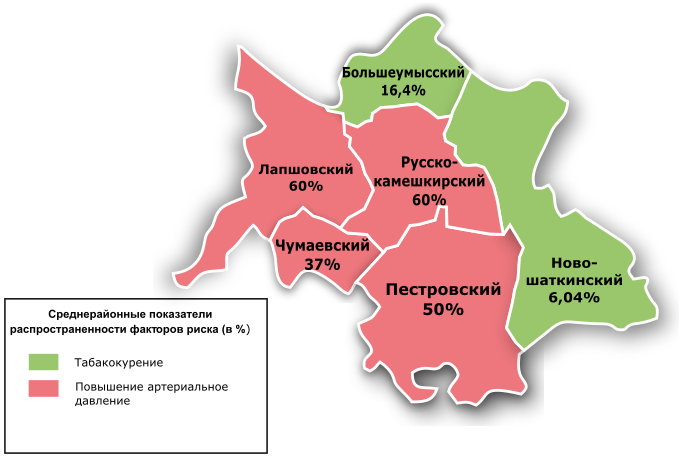 Большеумысский
16,4%
Лапшовский
60%
Русско-
камешкирский
60%
Чумаевский
37%
Пестровский
50%
Ново-
шаткинский
6,04%
Среднерайонные показатели
распространенности факторов риска (в %)
Табакокурение
Повышение артериальное
давление